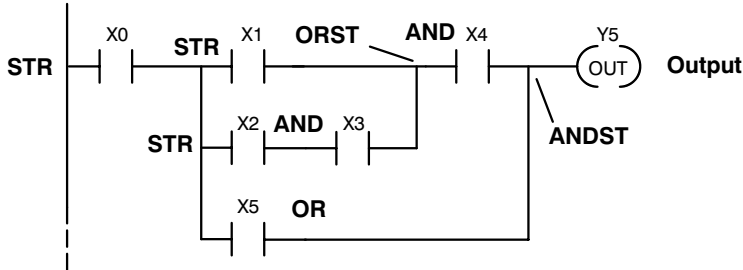 X0 STR X1 ORST AND X4 Y5
STR OUT Output
X2 AND X3
STR ANDST
X5 OR